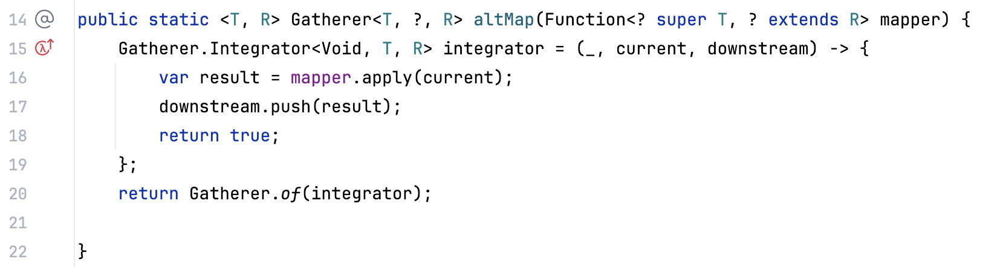 14 @ public static <T, R> Gatherer<T, ?, R> altMap(Function<? super T, ? extends R> mapper) {
15 λ↑ Gatherer.Integrator<Void, T, R> integrator = (_, current, downstream) -> {
16 var result = mapper.apply(current);
17 downstream.push(result);
18 return true;
19 };
20 return Gatherer.of(integrator);
21
22 }